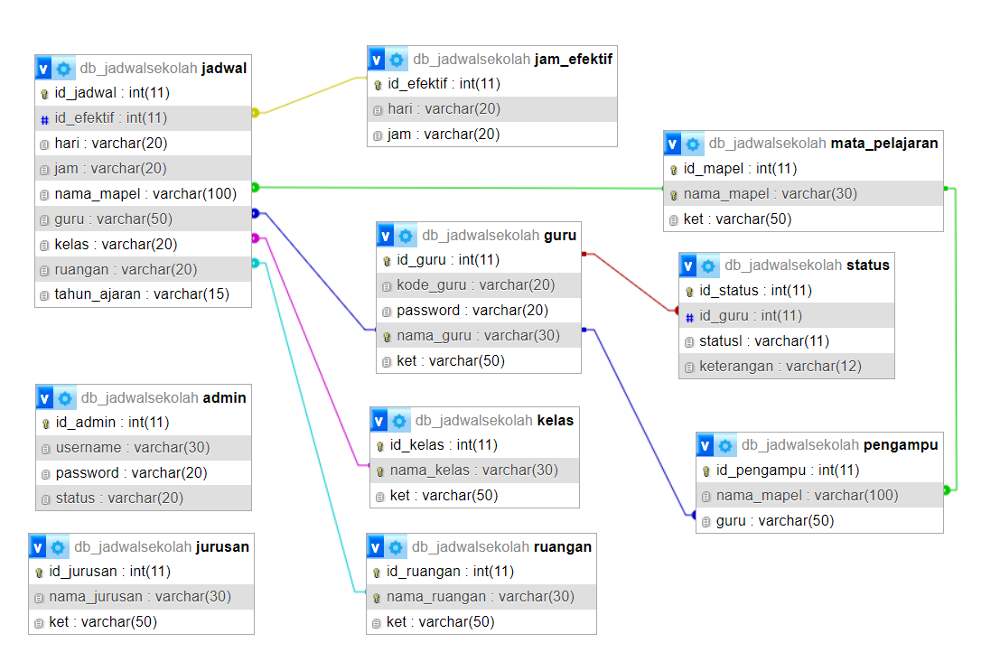 v db_jadwalsekolah jadwal
id_jadwal : int(11)
# id_efektif : int(11)
hari : varchar(20)
jam : varchar(20)
nama_mapel : varchar(100)
guru : varchar(50)
kelas : varchar(20)
ruangan : varchar(20)
tahun_ajaran : varchar(15)
v db_jadwalsekolah jam_efektif
id_efektif : int(11)
hari : varchar(20)
jam : varchar(20)
v db_jadwalsekolah mata_pelajaran
id_mapel : int(11)
nama_mapel : varchar(30)
ket : varchar(50)
v db_jadwalsekolah guru
id_guru : int(11)
kode_guru : varchar(20)
password : varchar(20)
nama_guru : varchar(30)
ket : varchar(50)
v db_jadwalsekolah status
id_status : int(11)
# id_guru : int(11)
statusl : varchar(11)
keterangan : varchar(12)
v db_jadwalsekolah admin
id_admin : int(11)
username : varchar(30)
password : varchar(20)
status : varchar(20)
v db_jadwalsekolah kelas
id_kelas : int(11)
nama_kelas : varchar(30)
ket : varchar(50)
v db_jadwalsekolah pengampu
id_pengampu : int(11)
nama_mapel : varchar(100)
guru : varchar(50)
v db_jadwalsekolah jurusan
id_jurusan : int(11)
nama_jurusan : varchar(30)
ket : varchar(50)
v db_jadwalsekolah ruangan
id_ruangan : int(11)
nama_ruangan : varchar(30)
ket : varchar(50)